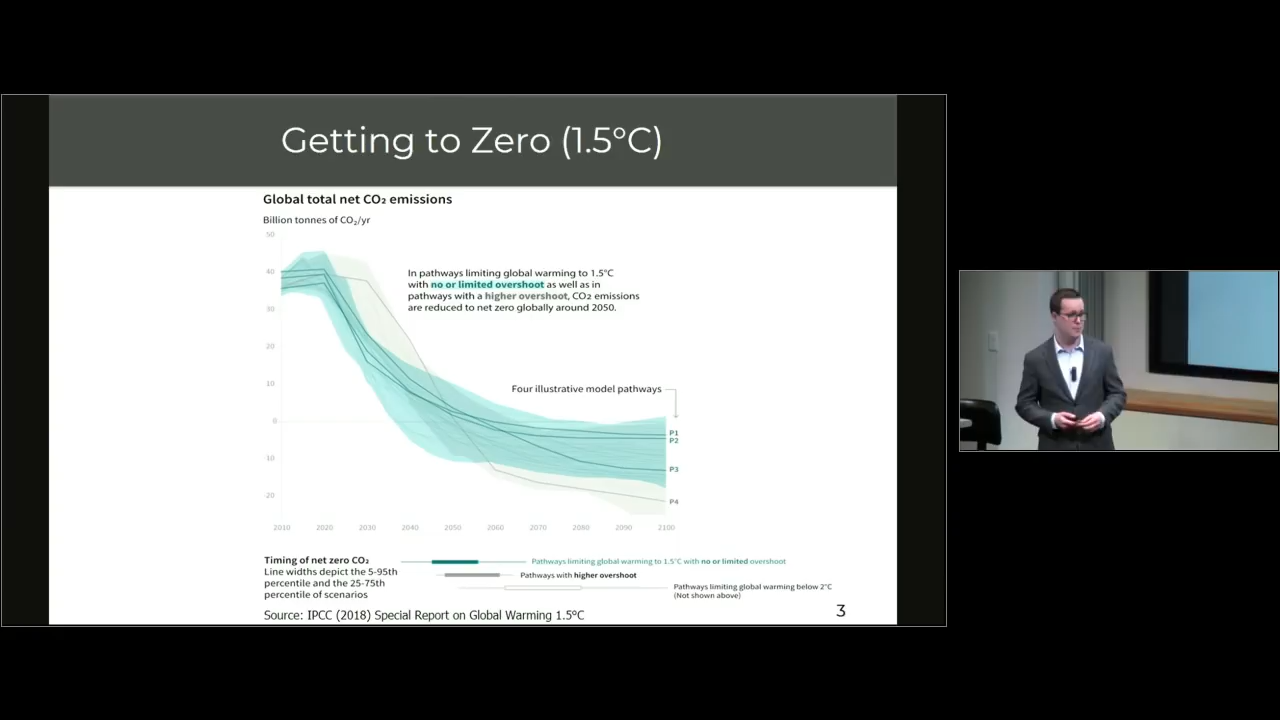 Getting to Zero (1.5°C)
Global total net CO₂ emissions
Billion tonnes of CO₂/yr
50
40
30
20
10
0
10
20
In pathways limiting global warming to 1.5°C
with no or limited overshoot as well as in
pathways with a higher overshoot, CO₂ emissions
are reduced to net zero globally around 2050.
Four illustrative model pathways
P1
P2
P3
P4
2010 2020 2030 2040 2050 2060 2070 2080 2090 2100
Timing of net zero CO₂
Line widths depict the 5-95th
percentile and the 25-75th
percentile of scenarios
Pathways limiting global warming to 1.5°C with no or limited overshoot
Pathways with higher overshoot
Pathways limiting global warming below 2°C
(Not shown above)
Source: IPCC (2018) Special Report on Global Warming 1.5°C
3